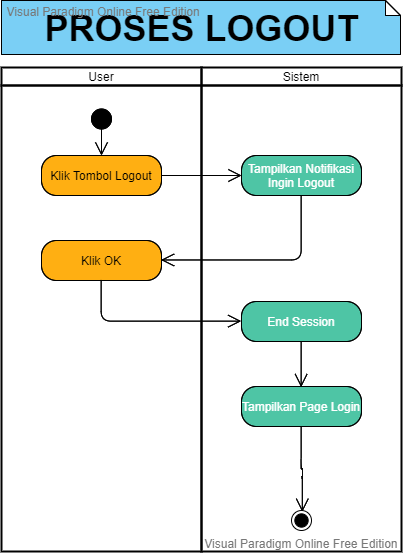 Visual Paradigm Online Free Edition
PROSES LOGOUT
User
Sistem
Klik Tombol Logout
Tampilkan Notifikasi
Ingin Logout
Klik OK
End Session
Tampilkan Page Login
Visual Paradigm Online Free Edition